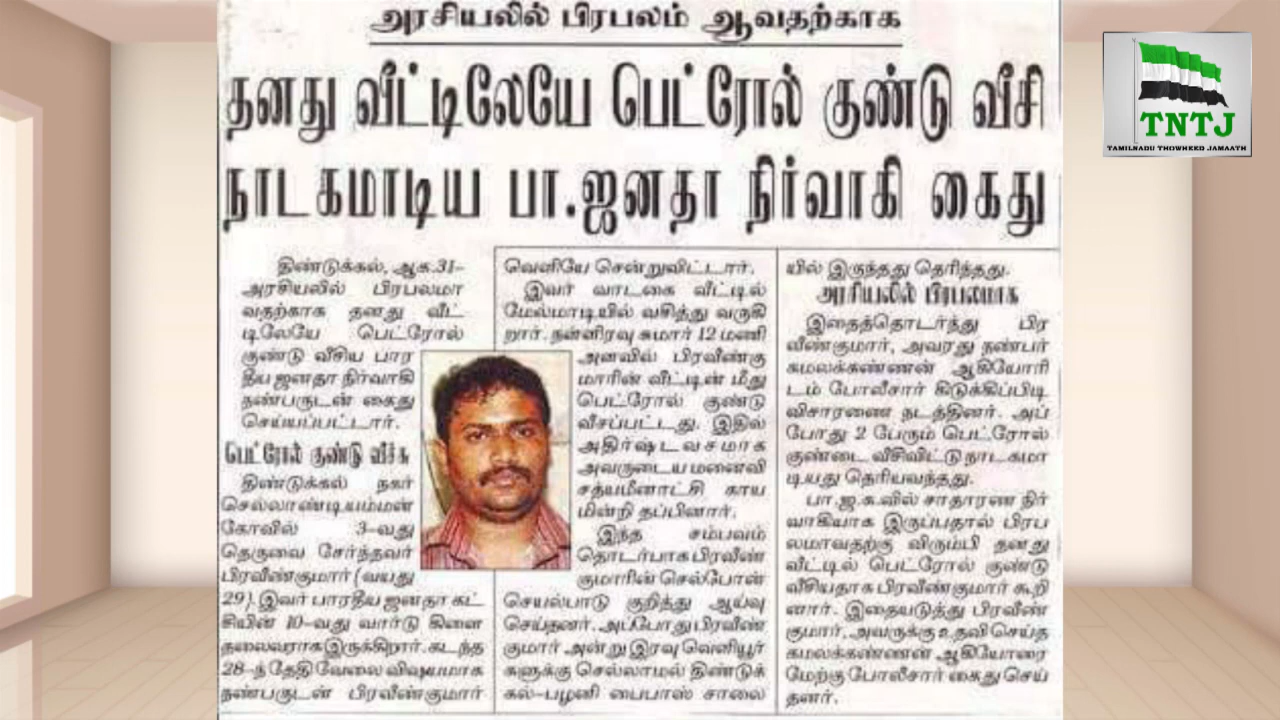 அரசியலில் பிரபலம் ஆவதற்காக
தனது வீட்டிலேயே பெட்ரோல் குண்டு வீசி
நாடகமாடிய பா.ஜனதா நிர்வாகி கைது
திண்டுக்கல், ஆக.31-
அரசியலில் பிரபலமா
வதற்காக தனது வீட்
டிலேயே பெட்ரோல்
குண்டு வீசிய பார
தீய ஜனதா நிர்வாகி
நண்பருடன் கைது
செய்யப்பட்டார்.
பெட்ரோல் குண்டு வீச்சு
திண்டுக்கல் நகர்
செல்லாண்டியம்மன்
கோவில் 3-வது
தெருவை சேர்ந்தவர்
பிரவீண்குமார் (வயது
29). இவர் பாரதீய ஜனதா கட்
சியின் 10-வது வார்டு கிளை
தலைவராக இருக்கிறார். கடந்த
28-ந்தேதி வேலை விஷயமாக
நண்பருடன் பிரவீண்குமார்
வெளியே சென்றுவிட்டார்.
இவர் வாடகை வீட்டில்
மேல்மாடியில் வசித்து வருகி
றார். நள்ளிரவு சுமார் 12 மணி
அளவில் பிரவீண்கு
மாரின் வீட்டின் மீது
பெட்ரோல் குண்டு
வீசப்பட்டது. இதில்
அதிர்ஷ்டவசமாக
அவருடைய மனைவி
சத்யமீனாட்சி காய
மின்றி தப்பினார்.
இந்த சம்பவம்
தொடர்பாக பிரவீண்
குமாரின் செல்போன்
செயல்பாடு குறித்து ஆய்வு
செய்தனர். அப்போது பிரவீண்
குமார் அன்று இரவு வெளியூர்
களுக்கு செல்லாமல் திண்டுக்
கல்-பழனி பைபாஸ் சாலை
யில் இருந்தது தெரிந்தது.
அரசியலில் பிரபலமாக
இதைத்தொடர்ந்து பிர
வீண்குமார், அவரது நண்பர்
கமலக்கண்ணன் ஆகியோரி
டம் போலீசார் கிடுக்கிப்பிடி
விசாரணை நடத்தினர். அப்
போது 2 பேரும் பெட்ரோல்
குண்டை வீசிவிட்டு நாடகமா
டியது தெரியவந்தது.
பா.ஜ.க.வில் சாதாரண நிர்
வாகியாக இருப்பதால் பிரப
லமாவதற்கு விரும்பி தனது
வீட்டில் பெட்ரோல் குண்டு
வீசியதாக பிரவீண்குமார் கூறி
னார். இதையடுத்து பிரவீண்
குமார், அவருக்கு உதவி செய்த
கமலக்கண்ணன் ஆகியோரை
மேற்கு போலீசார் கைது செய்
தனர்.
TNTJ
TAMILNADU THOWHEED JAMAATH